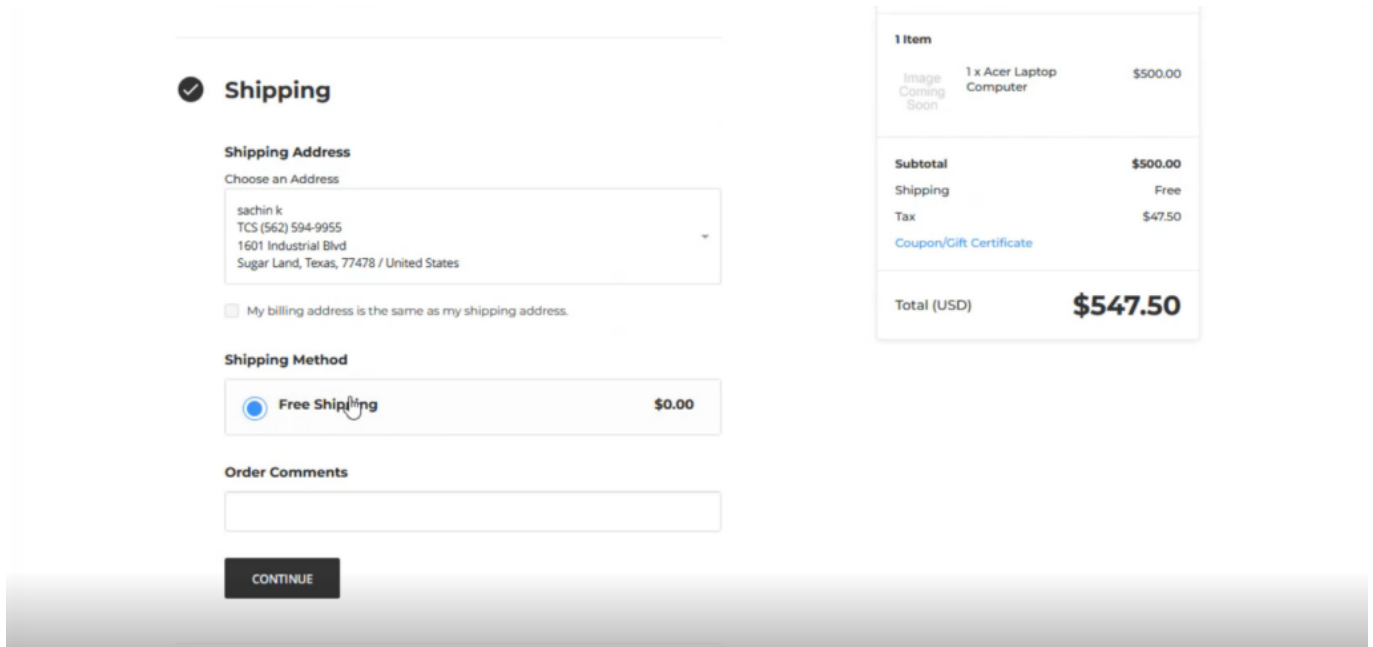 Shipping
Shipping Address
Choose an Address
sachin k
TCS (562) 594-9955
1601 Industrial Blvd
Sugar Land, Texas, 77478 / United States
My billing address is the same as my shipping address.
Shipping Method
Free Shipping
$0.00
Order Comments
CONTINUE
1 Item
Image
Coming
Soon
1 x Acer Laptop
Computer
$500.00
Subtotal
$500.00
Shipping
Free
Tax
$47.50
Coupon/Gift Certificate
Total (USD)
$547.50